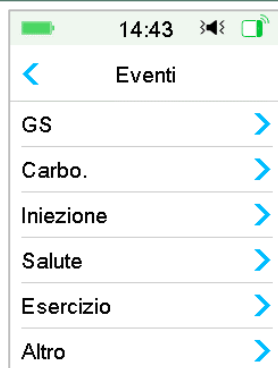 14:43
Eventi
GS
Carbo.
Iniezione
Salute
Esercizio
Altro